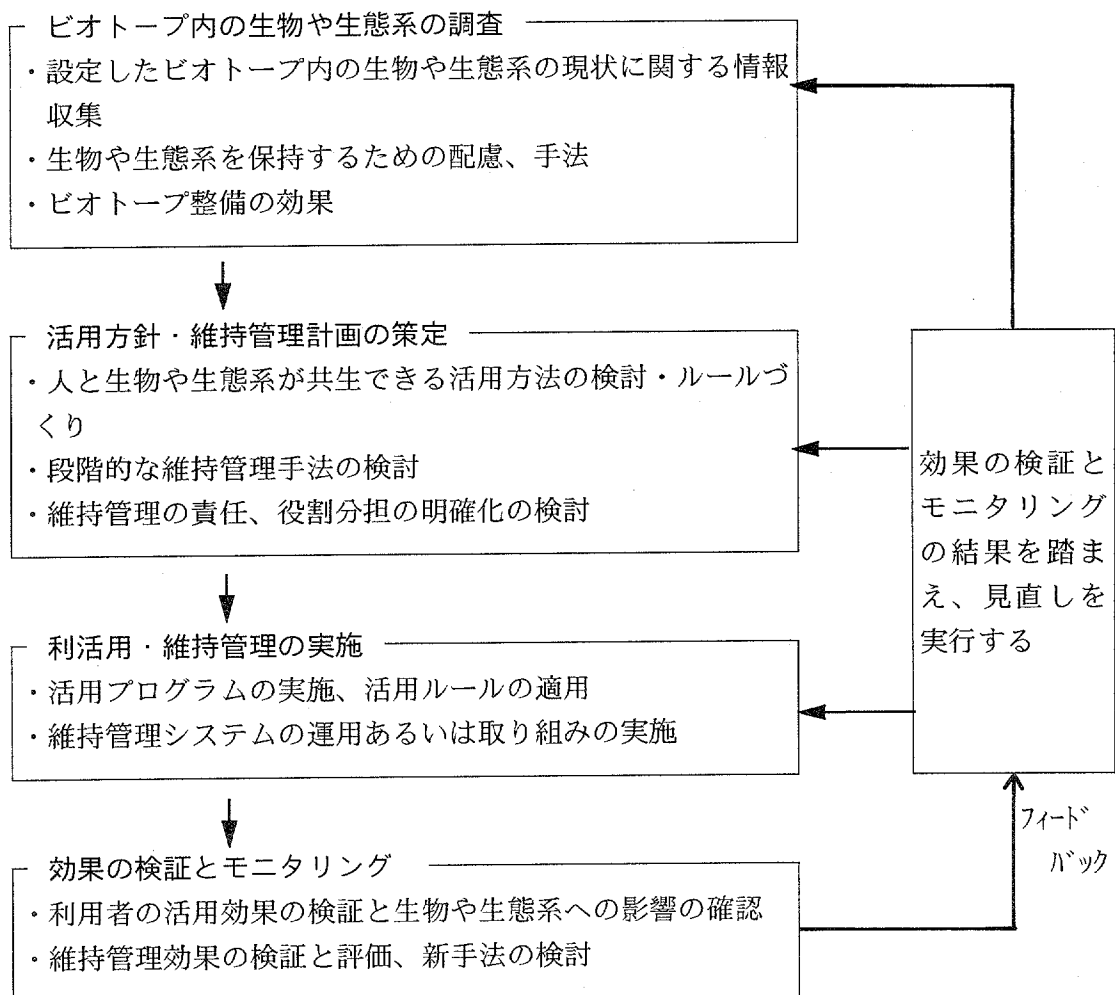 ビオトープ内の生物や生態系の調査
・設定したビオトープ内の生物や生態系の現状に関する情報
収集
・生物や生態系を保持するための配慮、手法
・ビオトープ整備の効果
活用方針・維持管理計画の策定
・人と生物や生態系が共生できる活用方法の検討・ルールづ
くり
・段階的な維持管理手法の検討
・維持管理の責任、役割分担の明確化の検討
利活用・維持管理の実施
・活用プログラムの実施、活用ルールの適用
・維持管理システムの運用あるいは取り組みの実施
効果の検証とモニタリング
・利用者の活用効果の検証と生物や生態系への影響の確認
・維持管理効果の検証と評価、新手法の検討
効果の検証と
モニタリング
の結果を踏ま
え、見直しを
実行する
フィード
バック